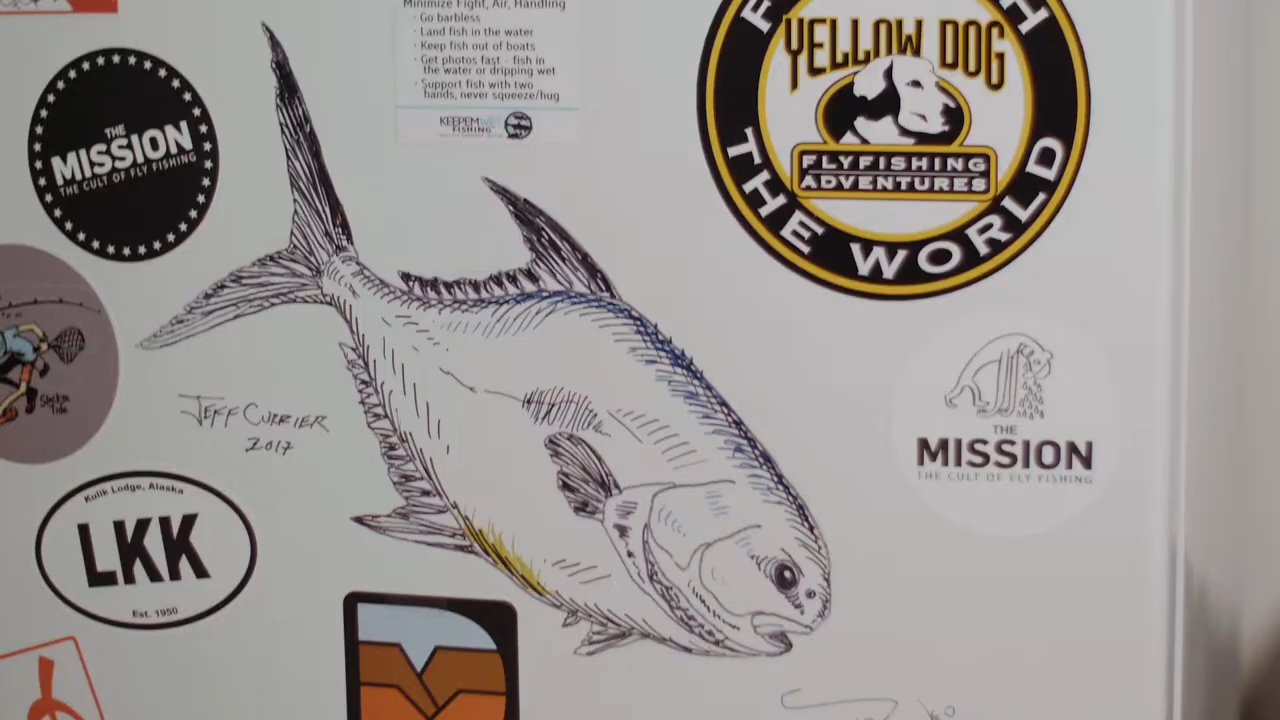 Minimize Fight, Air, Handling
· Go barbless
· Land fish in the water
· Keep fish out of boats
· Get photos fast - fish in
the water or dripping wet
· Support fish with two
hands, never squeeze/hug
KEEPEMWET
FISHING
YELLOW DOG
FLYFISHING
ADVENTURES
THE WORLD
THE
MISSION
THE CULT OF FLY FISHING
Slack Tide
JEFF CURRIER
2017
THE
MISSION
THE CULT OF FLY FISHING
Kulik Lodge, Alaska
LKK
Est. 1950